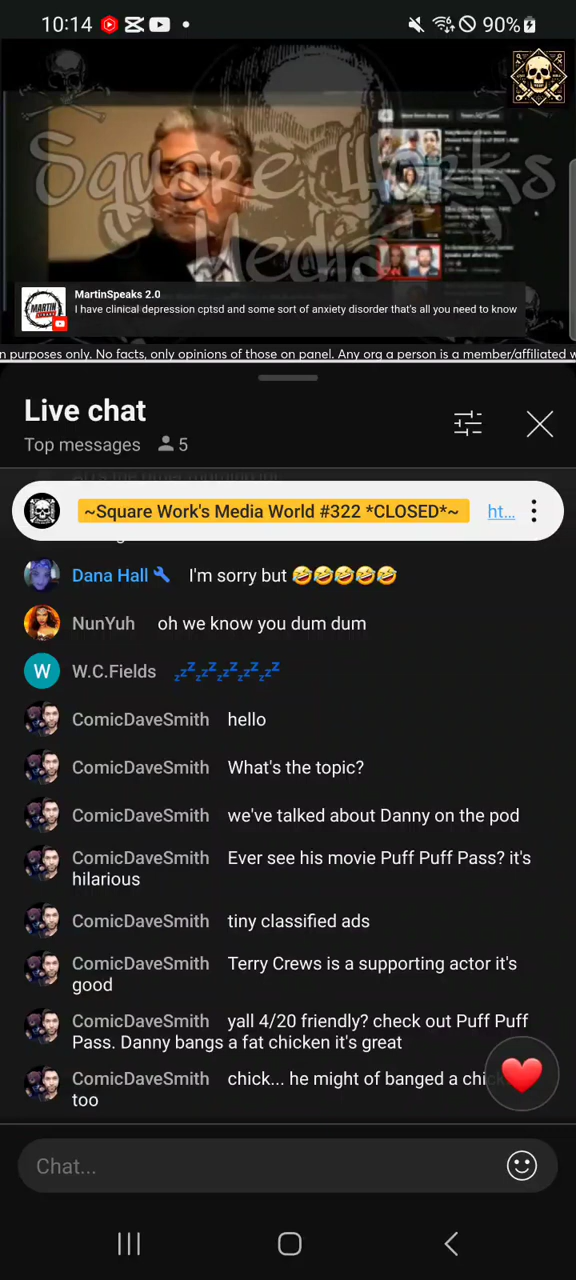 10:14
90%
Square Works
Media
MartinSpeaks 2.0
I have clinical depression cptsd and some sort of anxiety disorder that's all you need to know
n purposes only. No facts, only opinions of those on panel. Any org a person is a member/affiliated w
Live chat
Top messages 5
~Square Work's Media World #322 *CLOSED*~ ht...
Dana Hall I'm sorry but 🤣🤣🤣🤣🤣
NunYuh oh we know you dum dum
W W.C.Fields zzzzzzzzzz
ComicDaveSmith hello
ComicDaveSmith What's the topic?
ComicDaveSmith we've talked about Danny on the pod
ComicDaveSmith Ever see his movie Puff Puff Pass? it's
hilarious
ComicDaveSmith tiny classified ads
ComicDaveSmith Terry Crews is a supporting actor it's
good
ComicDaveSmith yall 4/20 friendly? check out Puff Puff
Pass. Danny bangs a fat chicken it's great
ComicDaveSmith chick... he might of banged a chi
too
Chat...